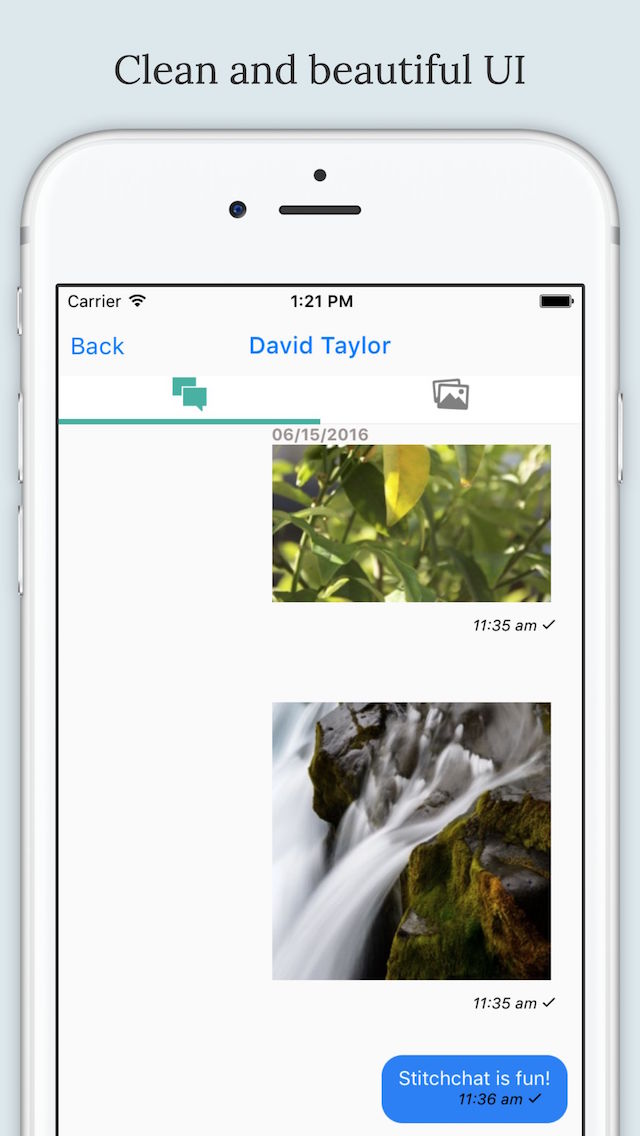 Clean and beautiful UI
Carrier 1:21 PM
Back David Taylor
06/15/2016
11:35 am ✓
11:35 am ✓
Stitchchat is fun!
11:36 am ✓